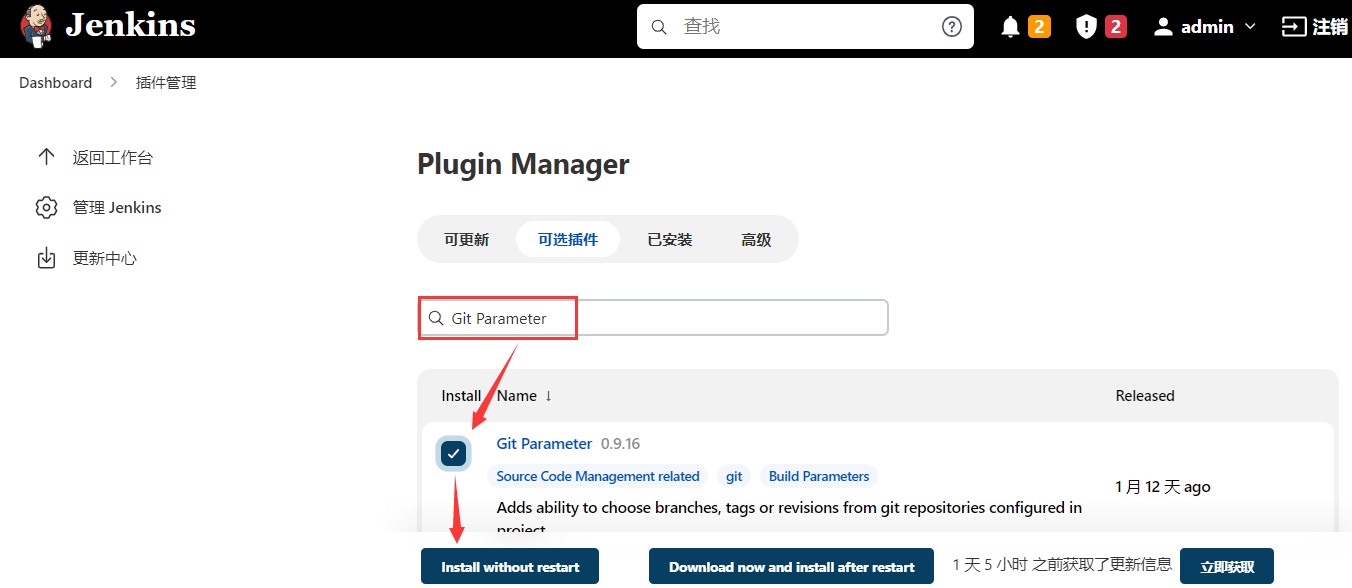 Jenkins 查找 2 2 admin 注销
Dashboard 插件管理
返回工作台
管理 Jenkins
更新中心
Plugin Manager
可更新 可选插件 已安装 高级
Git Parameter
Install Name ↓ Released
Git Parameter 0.9.16
Source Code Management related git Build Parameters
1 月 12 天 ago
Adds ability to choose branches, tags or revisions from git repositories configured in
project.
Install without restart Download now and install after restart 1 天 5 小时 之前获取了更新信息 立即获取